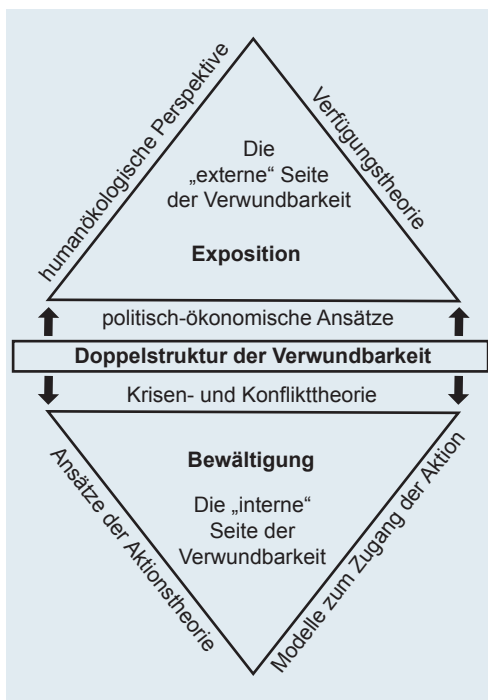 humanökologische Perspektive
Verfügungstheorie
Die
„externe“ Seite
der Verwundbarkeit
Exposition
politisch-ökonomische Ansätze
Doppelstruktur der Verwundbarkeit
Krisen- und Konflikttheorie
Bewältigung
Die „interne“
Seite der
Verwundbarkeit
Ansätze der Aktionstheorie
Modelle zum Zugang der Aktion